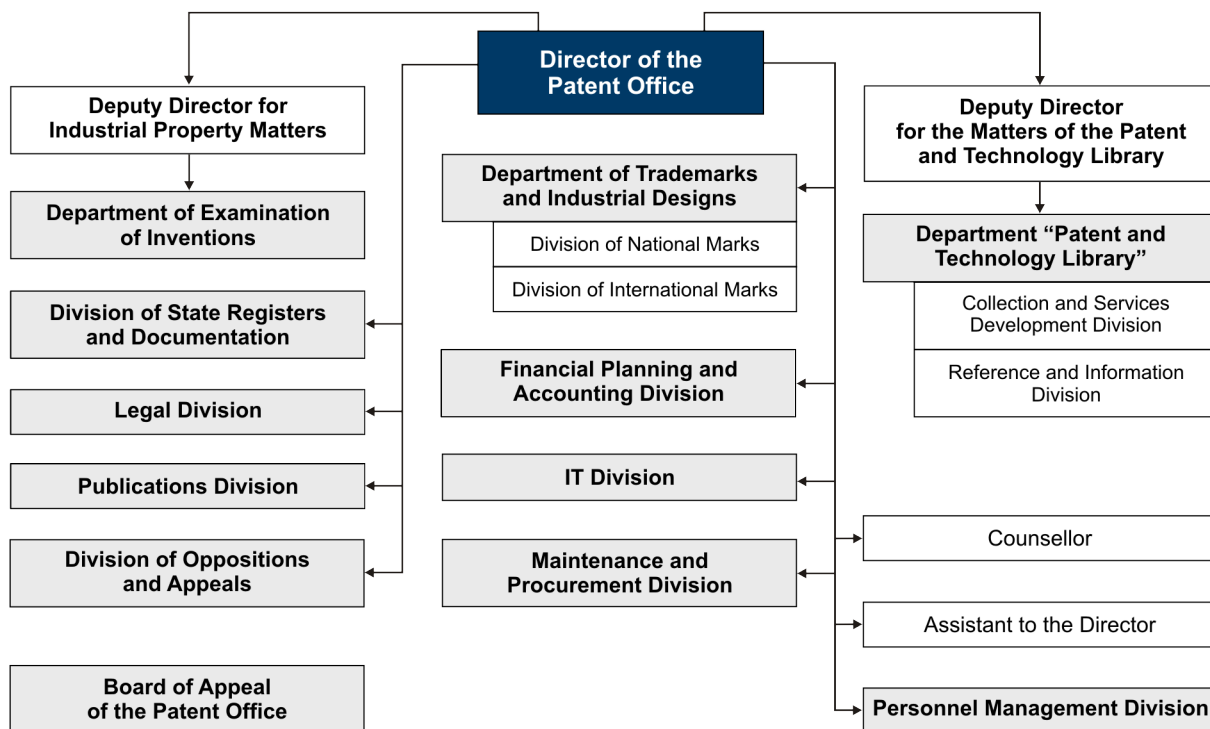 Director of the
Patent Office
Deputy Director for
Industrial Property Matters
Department of Examination
of Inventions
Division of State Registers
and Documentation
Legal Division
Publications Division
Division of Oppositions
and Appeals
Board of Appeal
of the Patent Office
Department of Trademarks
and Industrial Designs
Division of National Marks
Division of International Marks
Financial Planning and
Accounting Division
IT Division
Maintenance and
Procurement Division
Deputy Director
for the Matters of the Patent
and Technology Library
Department “Patent and
Technology Library”
Collection and Services
Development Division
Reference and Information
Division
Counsellor
Assistant to the Director
Personnel Management Division